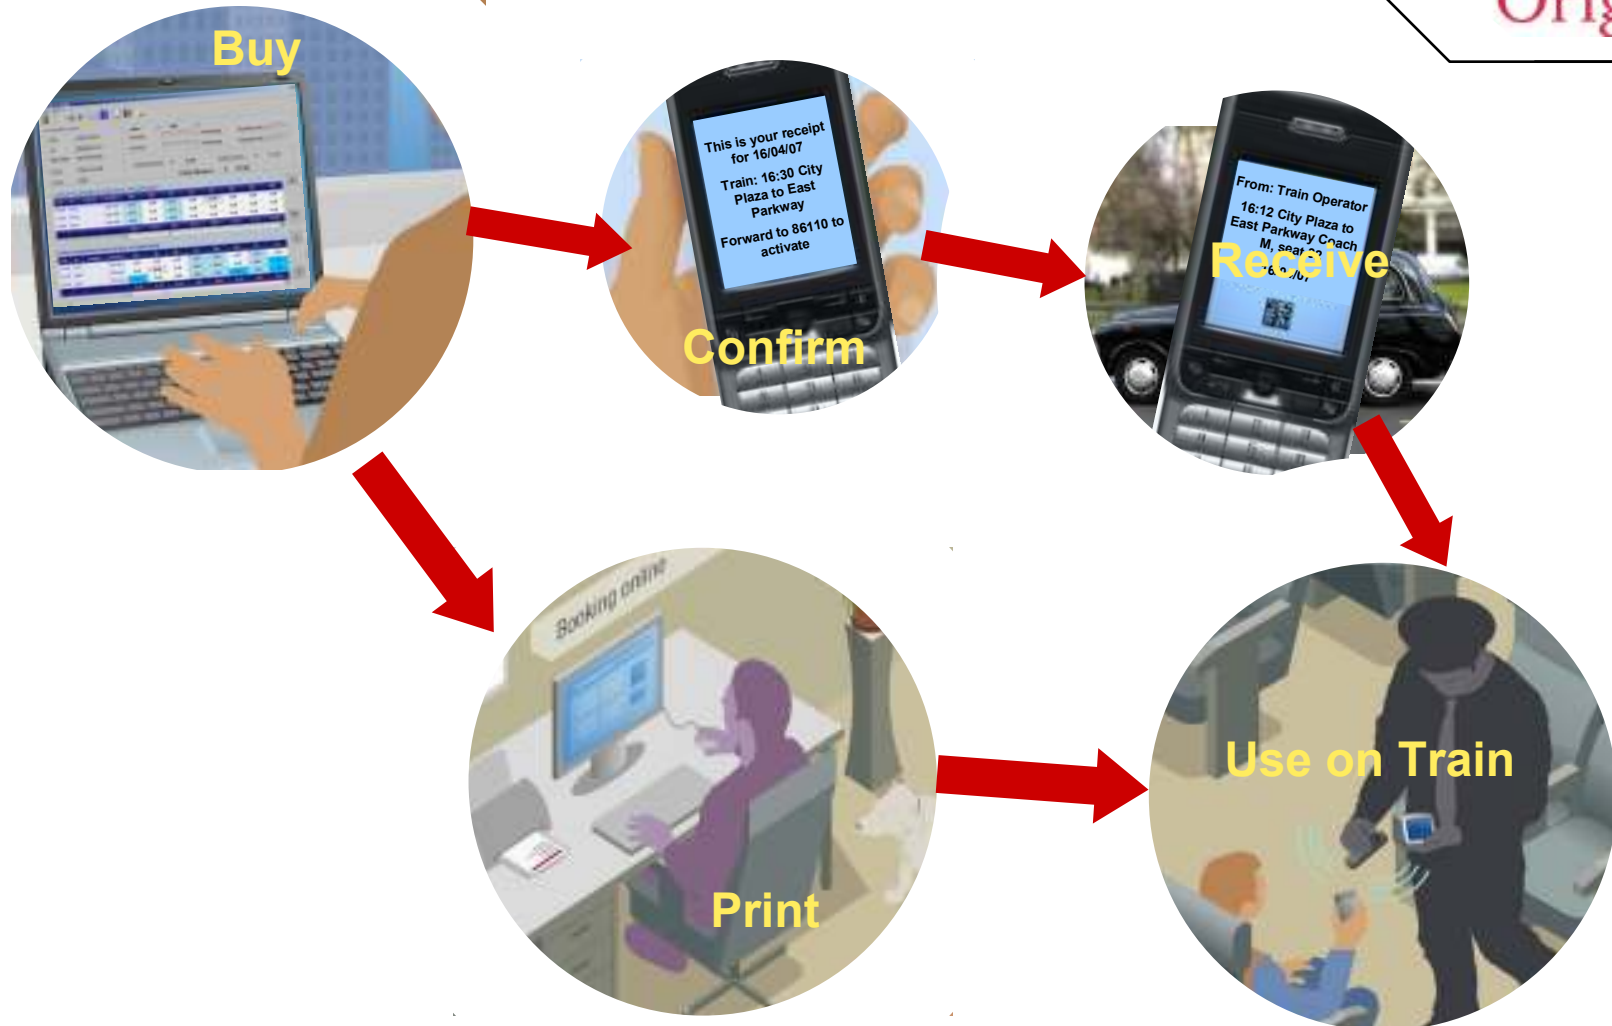 Buy
This is your receipt
for 16/04/07
Train: 16:30 City
Plaza to East
Parkway
Forward to 86110 to
activate
Confirm
From: Train Operator
16:12 City Plaza to
East Parkway Coach
M, seat
Receive
Booking online
Print
Use on Train